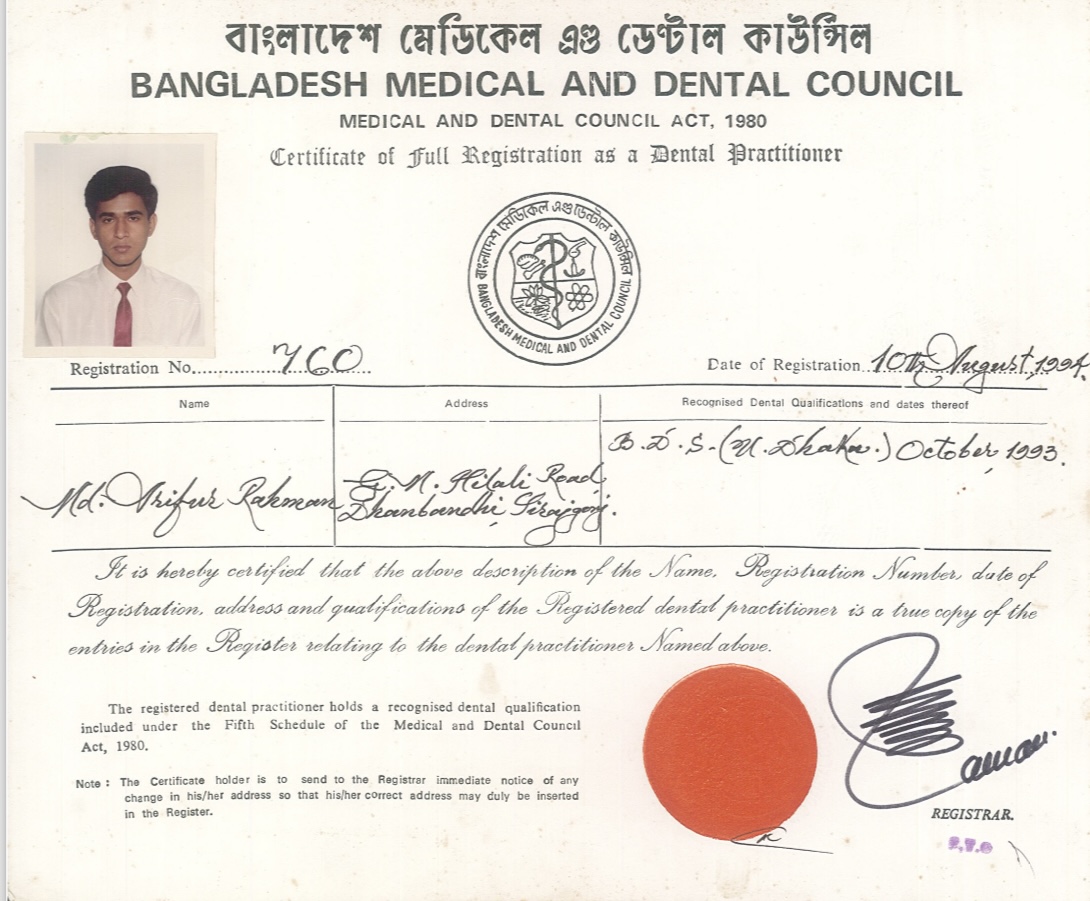 বাংলাদেশ মেডিকেল এণ্ড ডেণ্টাল কাউন্সিল
BANGLADESH MEDICAL AND DENTAL COUNCIL
MEDICAL AND DENTAL COUNCIL ACT, 1980
Certificate of Full Registration as a Dental Practitioner
বাংলাদেশ মেডিকেল এণ্ড ডেন্টাল কাউন্সিল
BANGLADESH MEDICAL AND DENTAL COUNCIL
Registration No. 760
Date of Registration 10th August, 1994.
Name Address Recognised Dental Qualifications and dates thereof
B.D.S. (U. Dhaka.) October, 1993.
Md. Arifur Rahman
G. M. Hilali Road,
Dhanbandhi, Sirajgonj.
It is hereby certified that the above description of the Name, Registration Number, date of
Registration, address and qualifications of the Registered dental practitioner is a true copy of the
entries in the Register relating to the dental practitioner Named above.
The registered dental practitioner holds a recognised dental qualification
included under the Fifth Schedule of the Medical and Dental Council
Act, 1980.
Note : The Certificate holder is to send to the Registrar immediate notice of any
change in his/her address so that his/her correct address may duly be inserted
in the Register.
REGISTRAR.
P.T.O